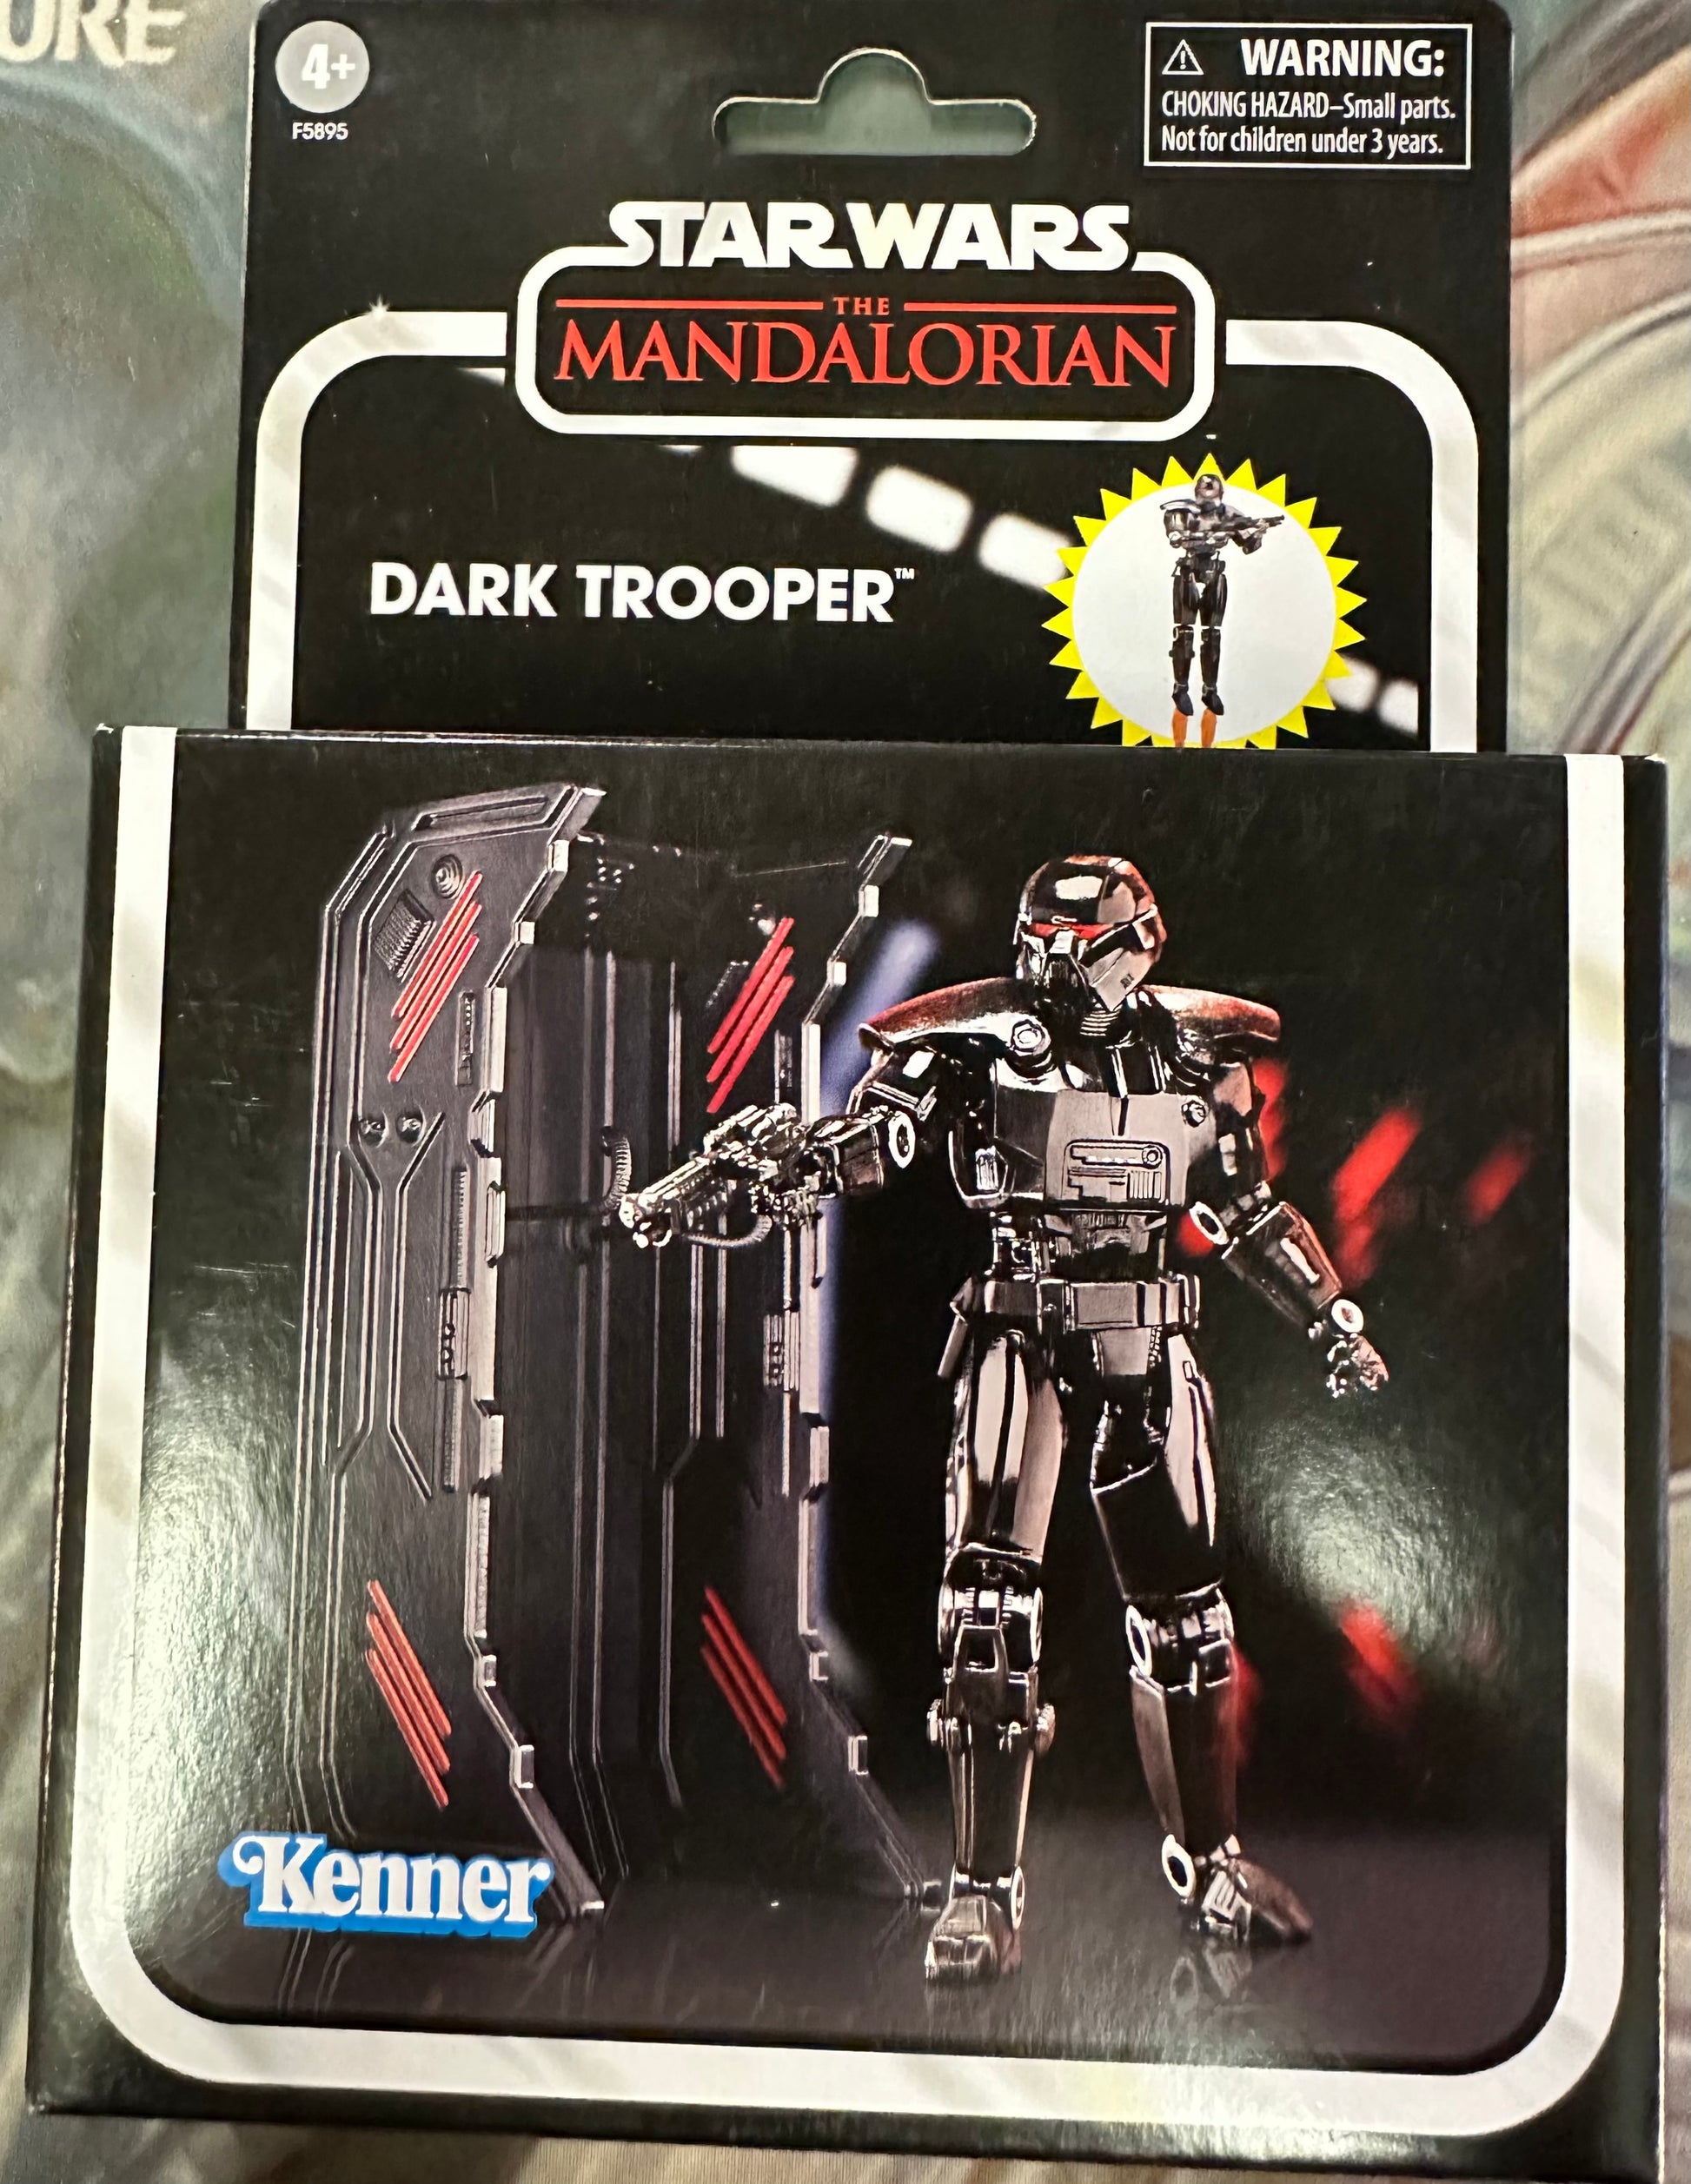 URE
4+
F5895
WARNING:
CHOKING HAZARD–Small parts.
Not for children under 3 years.
STAR WARS
THE
MANDALORIAN
DARK TROOPER™
Kenner